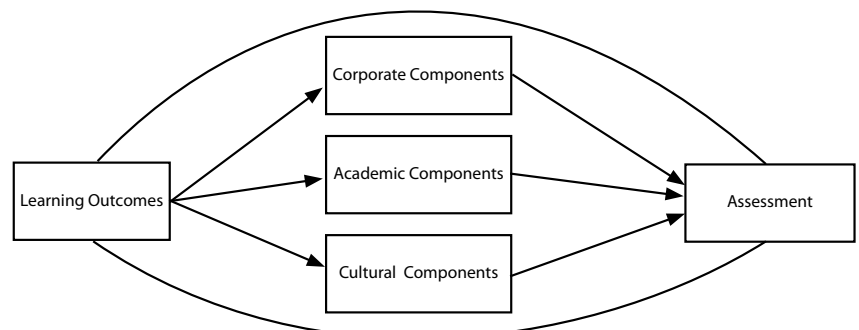 Corporate Components
Academic Components
Learning Outcomes
Assessment
Cultural Components